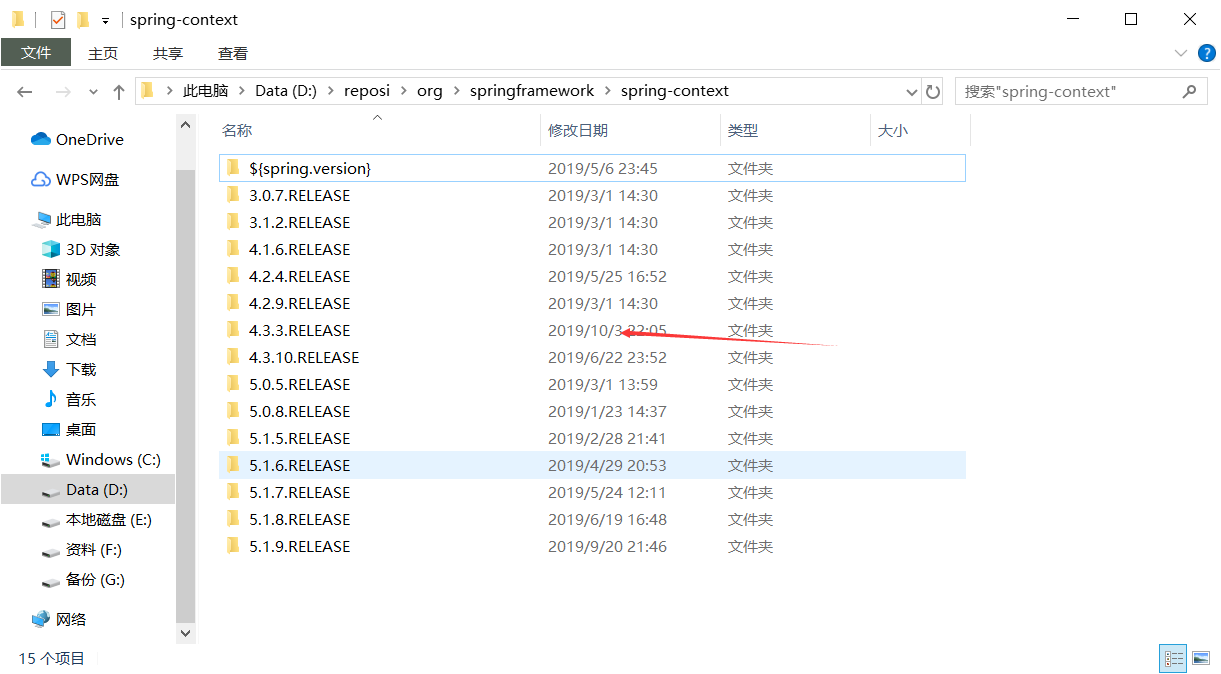 spring-context
文件 主页 共享 查看
此电脑 Data (D:) reposi org springframework spring-context 搜索"spring-context"
名称 修改日期 类型 大小
OneDrive
WPS网盘
此电脑
3D 对象
视频
图片
文档
下载
音乐
桌面
Windows (C:)
Data (D:)
本地磁盘 (E:)
资料 (F:)
备份 (G:)
网络
${spring.version} 2019/5/6 23:45 文件夹
3.0.7.RELEASE 2019/3/1 14:30 文件夹
3.1.2.RELEASE 2019/3/1 14:30 文件夹
4.1.6.RELEASE 2019/3/1 14:30 文件夹
4.2.4.RELEASE 2019/5/25 16:52 文件夹
4.2.9.RELEASE 2019/3/1 14:30 文件夹
4.3.3.RELEASE 2019/10/3 22:05 文件夹
4.3.10.RELEASE 2019/6/22 23:52 文件夹
5.0.5.RELEASE 2019/3/1 13:59 文件夹
5.0.8.RELEASE 2019/1/23 14:37 文件夹
5.1.5.RELEASE 2019/2/28 21:41 文件夹
5.1.6.RELEASE 2019/4/29 20:53 文件夹
5.1.7.RELEASE 2019/5/24 12:11 文件夹
5.1.8.RELEASE 2019/6/19 16:48 文件夹
5.1.9.RELEASE 2019/9/20 21:46 文件夹
15 个项目